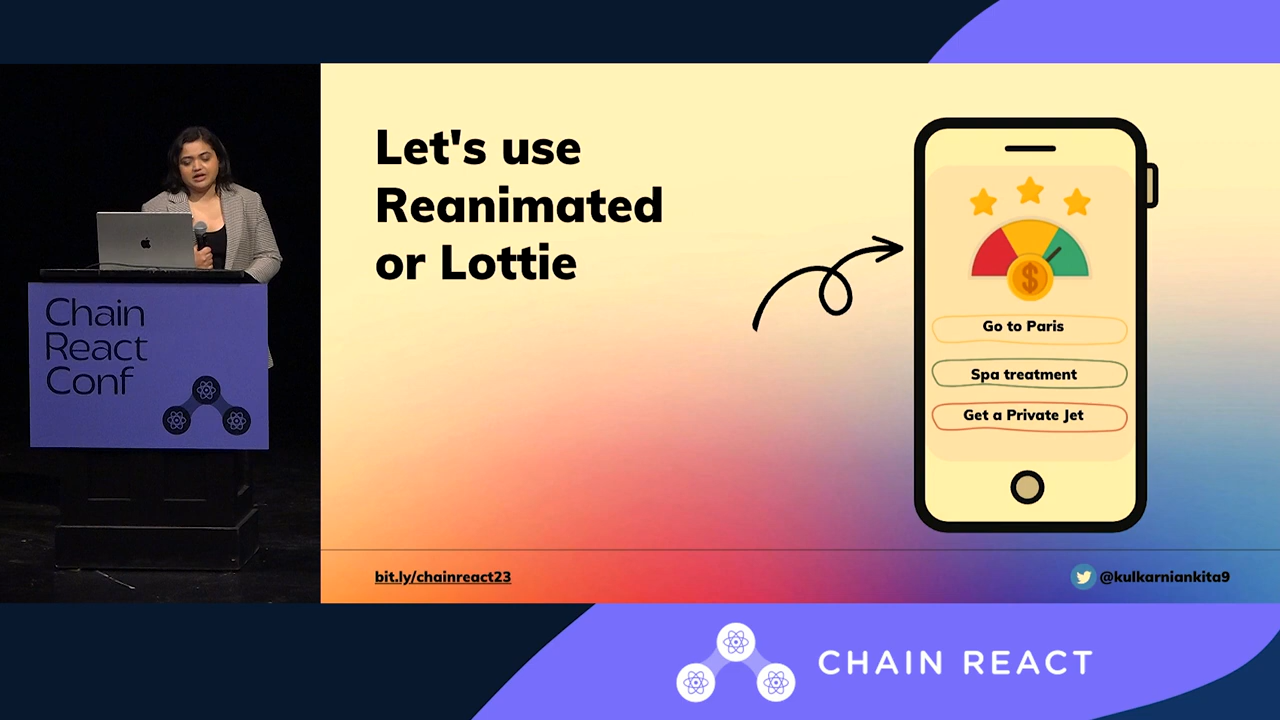 Let's use
Reanimated
or Lottie
$
Go to Paris
Spa treatment
Get a Private Jet
Chain
React
Conf
bit.ly/chainreact23
@kulkarniankita9
CHAIN REACT